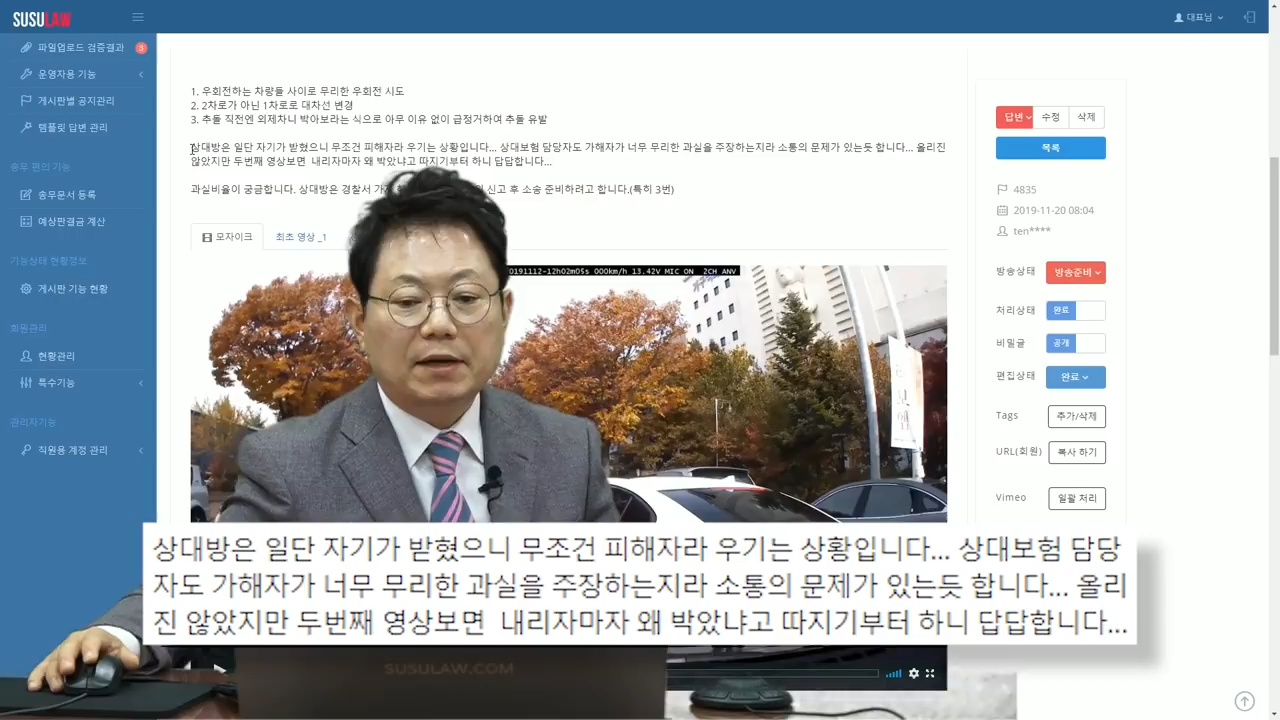 SUSULAW
대표님
파일업로드 검증결과 3
운영자용 기능
게시판별 공지관리
템플릿 답변 관리
송무 편의 기능
송무문서 등록
예상판결금 계산
기능상태 현황정보
게시판 기능 현황
회원관리
현황관리
특수기능
관리자기능
직원용 계정 관리
1. 우회전하는 차량들 사이로 무리한 우회전 시도
2. 2차로가 아닌 1차로로 대차선 변경
3. 추돌 직전엔 외제차니 박아보라는 식으로 아무 이유 없이 급정거하여 추돌 유발
상대방은 일단 자기가 받혔으니 무조건 피해자라 우기는 상황입니다... 상대보험 담당자도 가해자가 너무 무리한 과실을 주장하는지라 소통의 문제가 있는듯 합니다... 올리진
않았지만 두번째 영상보면 내리자마자 왜 박았냐고 따지기부터 하니 답답합니다...
과실비율이 궁금합니다. 상대방은 경찰서 가자 신고 후 소송 준비하려고 합니다.(특히 3번)
모자이크 최초 영상 _1
0191112-12h02m05s 000km/h 13.42V MIC ON 2CH ANV
답변 수정 삭제
목록
4835
2019-11-20 08:04
ten****
방송상태 방송준비
처리상태 완료
비밀글 공개
편집상태 완료
Tags 추가/삭제
URL(회원) 복사 하기
Vimeo 일괄 처리
상대방은 일단 자기가 받혔으니 무조건 피해자라 우기는 상황입니다... 상대보험 담당
자도 가해자가 너무 무리한 과실을 주장하는지라 소통의 문제가 있는듯 합니다... 올리
진 않았지만 두번째 영상보면 내리자마자 왜 박았냐고 따지기부터 하니 답답합니다...
SUSULAW.COM